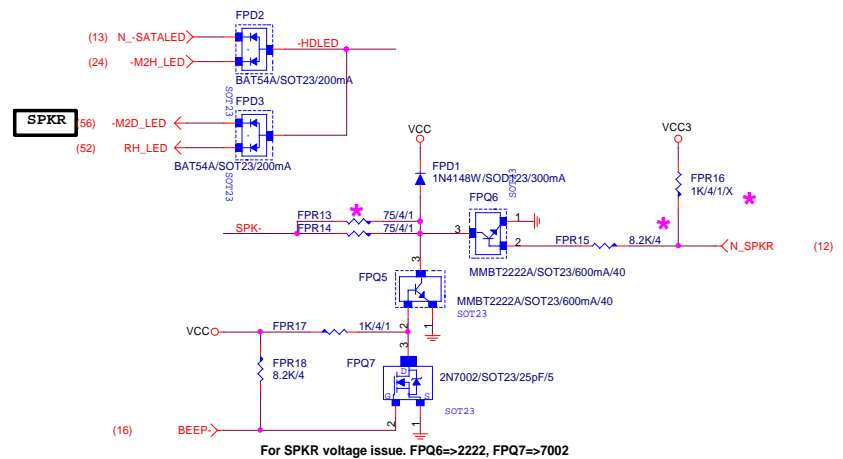 FPD2
(13) N_-SATALED
-HDLED
(24) -M2H_LED
BAT54A/SOT23/200mA
SOT23
FPD3
SPKR
(56) -M2D_LED
(52) RH_LED
BAT54A/SOT23/200mA
SOT23
VCC
VCC3
FPD1
1N4148W/SOD123/300mA
SOT23
FPQ6
FPR16
1K/4/1/X
*
FPR13 * 75/4/1
SPK- FPR14 75/4/1
3
1
2
FPR15 8.2K/4
*
N_SPKR (12)
MMBT2222A/SOT23/600mA/40
3
FPQ5
MMBT2222A/SOT23/600mA/40
SOT23
2
1
VCC FPR17 1K/4/1
3
FPR18
8.2K/4
FPQ7
D
G
S
2N7002/SOT23/25pF/5
SOT23
2
1
(16) BEEP-
For SPKR voltage issue. FPQ6=>2222, FPQ7=>7002